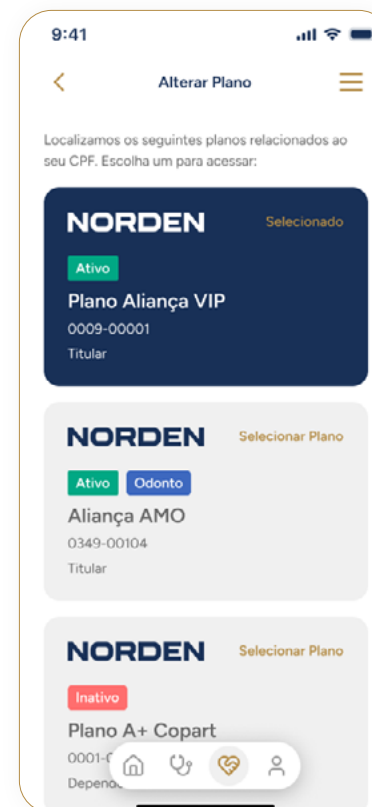 9:41
Alterar Plano
Localizamos os seguintes planos relacionados ao
seu CPF. Escolha um para acessar:
NORDEN
Selecionado
Ativo
Plano Aliança VIP
0009-00001
Titular
NORDEN
Selecionar Plano
Ativo Odonto
Aliança AMO
0349-00104
Titular
NORDEN
Selecionar Plano
Inativo
Plano A+ Copart